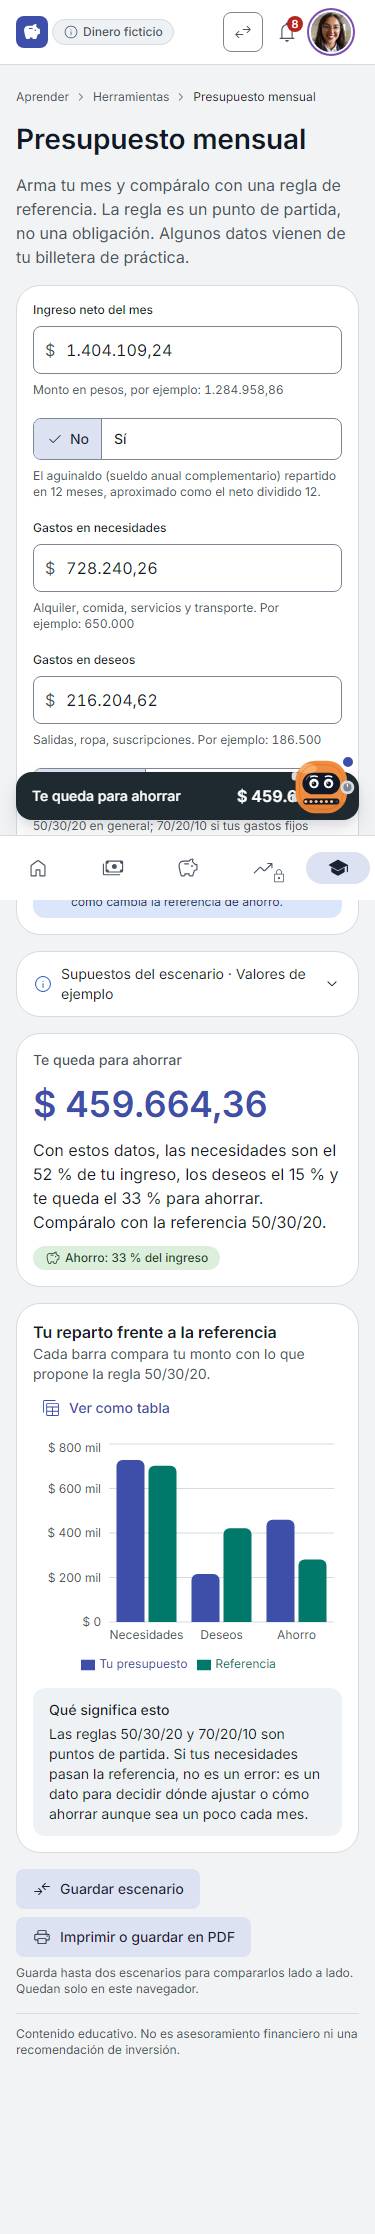 Dinero ficticio
8
Aprender > Herramientas > Presupuesto mensual
Presupuesto mensual
Arma tu mes y compáralo con una regla de
referencia. La regla es un punto de partida,
no una obligación. Algunos datos vienen de
tu billetera de práctica.
Ingreso neto del mes
$ 1.404.109,24
Monto en pesos, por ejemplo: 1.284.958,86
No Sí
El aguinaldo (sueldo anual complementario) repartido
en 12 meses, aproximado como el neto dividido 12.
Gastos en necesidades
$ 728.240,26
Alquiler, comida, servicios y transporte. Por
ejemplo: 650.000
Gastos en deseos
$ 216.204,62
Salidas, ropa, suscripciones. Por ejemplo: 186.500
Te queda para ahorrar $ 459.6
50/30/20 en general; 70/20/10 si tus gastos fijos
cómo cambia la referencia de ahorro.
Supuestos del escenario · Valores de
ejemplo
Te queda para ahorrar
$ 459.664,36
Con estos datos, las necesidades son el
52 % de tu ingreso, los deseos el 15 % y
te queda el 33 % para ahorrar.
Compáralo con la referencia 50/30/20.
Ahorro: 33 % del ingreso
Tu reparto frente a la referencia
Cada barra compara tu monto con lo que
propone la regla 50/30/20.
Ver como tabla
$ 800 mil
$ 600 mil
$ 400 mil
$ 200 mil
$ 0
Necesidades Deseos Ahorro
Tu presupuesto Referencia
Qué significa esto
Las reglas 50/30/20 y 70/20/10 son
puntos de partida. Si tus necesidades
pasan la referencia, no es un error: es un
dato para decidir dónde ajustar o cómo
ahorrar aunque sea un poco cada mes.
Guardar escenario
Imprimir o guardar en PDF
Guarda hasta dos escenarios para compararlos lado a lado.
Quedan solo en este navegador.
Contenido educativo. No es asesoramiento financiero ni una
recomendación de inversión.